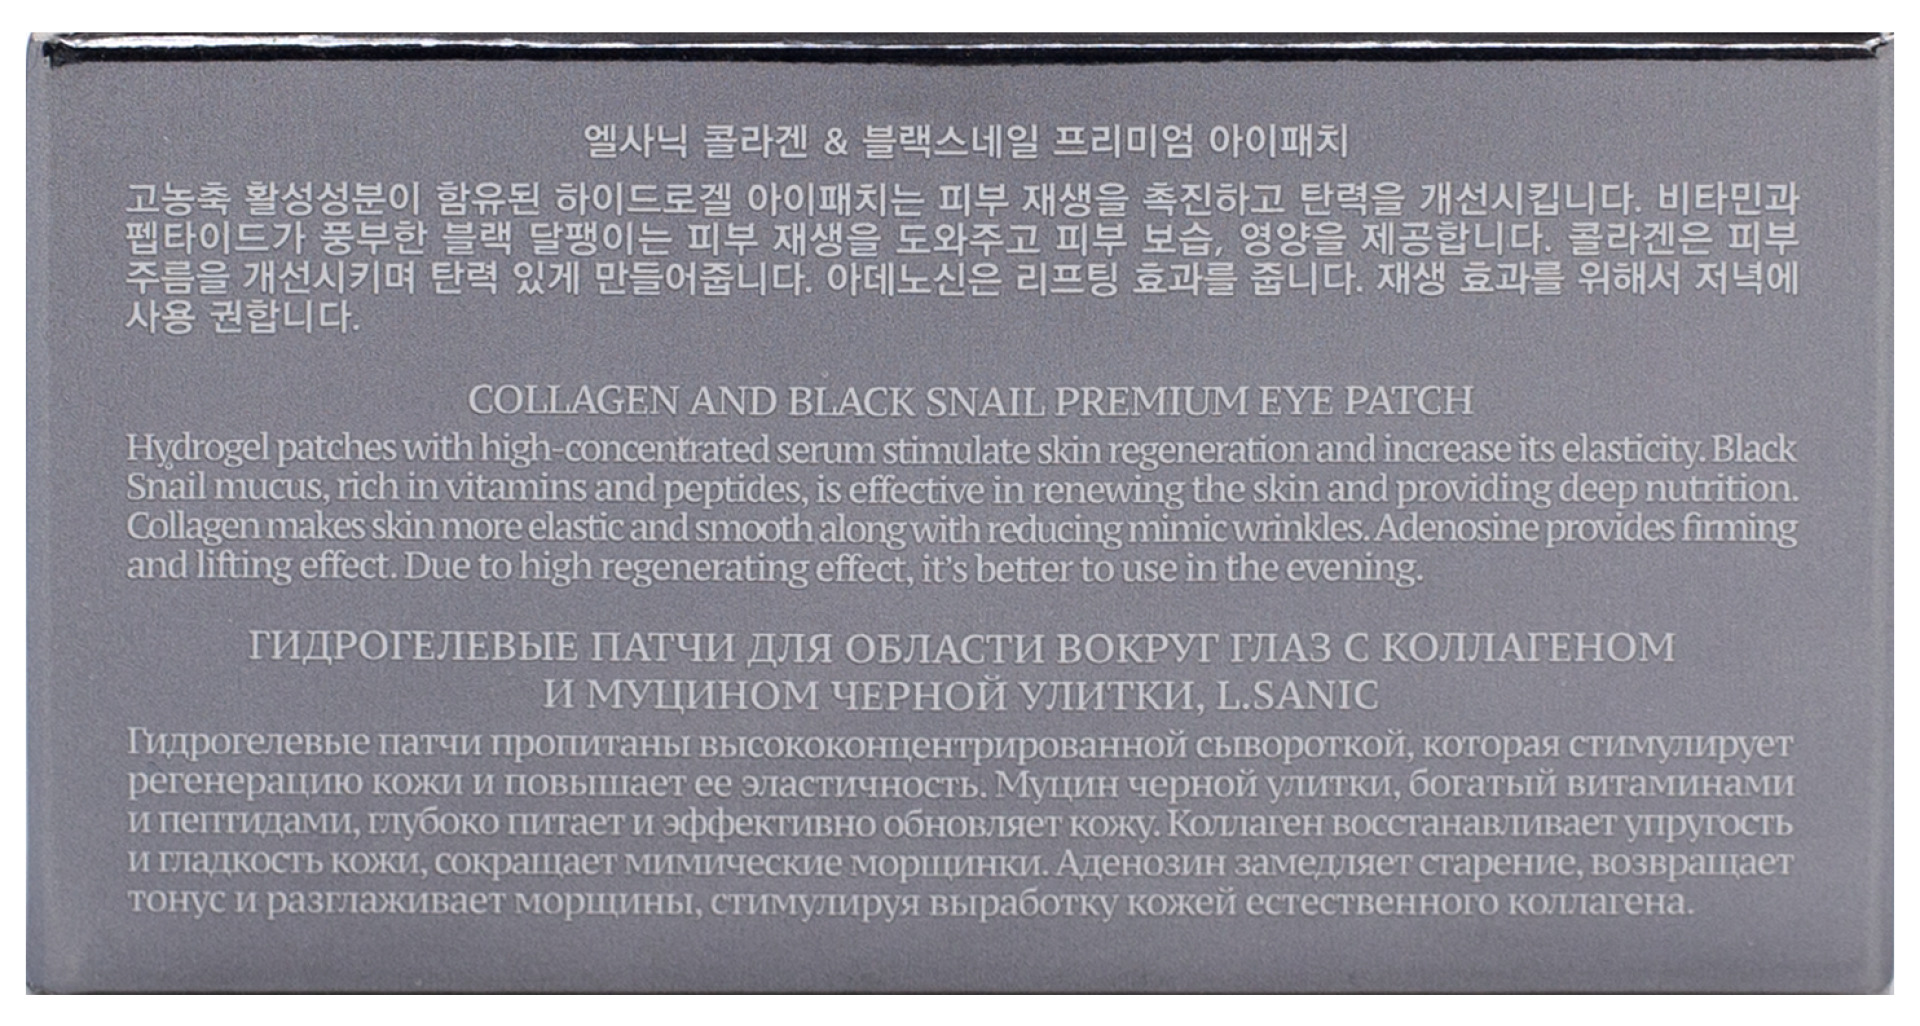 엘사닉 콜라겐 & 블랙스네일 프리미엄 아이패치
고농축 활성성분이 함유된 하이드로겔 아이패치는 피부 재생을 촉진하고 탄력을 개선시킵니다. 비타민과
펩타이드가 풍부한 블랙 달팽이는 피부 재생을 도와주고 피부 보습, 영양을 제공합니다. 콜라겐은 피부
주름을 개선시키며 탄력 있게 만들어줍니다. 아데노신은 리프팅 효과를 줍니다. 재생 효과를 위해서 저녁에
사용 권합니다.
COLLAGEN AND BLACK SNAIL PREMIUM EYE PATCH
Hydrogel patches with high-concentrated serum stimulate skin regeneration and increase its elasticity. Black
Snail mucus, rich in vitamins and peptides, is effective in renewing the skin and providing deep nutrition.
Collagen makes skin more elastic and smooth along with reducing mimic wrinkles. Adenosine provides firming
and lifting effect. Due to high regenerating effect, it's better to use in the evening.
ГИДРОГЕЛЕВЫЕ ПАТЧИ ДЛЯ ОБЛАСТИ ВОКРУГ ГЛАЗ С КОЛЛАГЕНОМ
И МУЦИНОМ ЧЕРНОЙ УЛИТКИ, L.SANIC
Гидрогелевые патчи пропитаны высококонцентрированной сывороткой, которая стимулирует
регенерацию кожи и повышает ее эластичность. Муцин черной улитки, богатый витаминами
и пептидами, глубоко питает и эффективно обновляет кожу. Коллаген восстанавливает упругость
и гладкость кожи, сокращает мимические морщинки. Аденозин замедляет старение, возвращает
тонус и разглаживает морщины, стимулируя выработку кожей естественного коллагена.